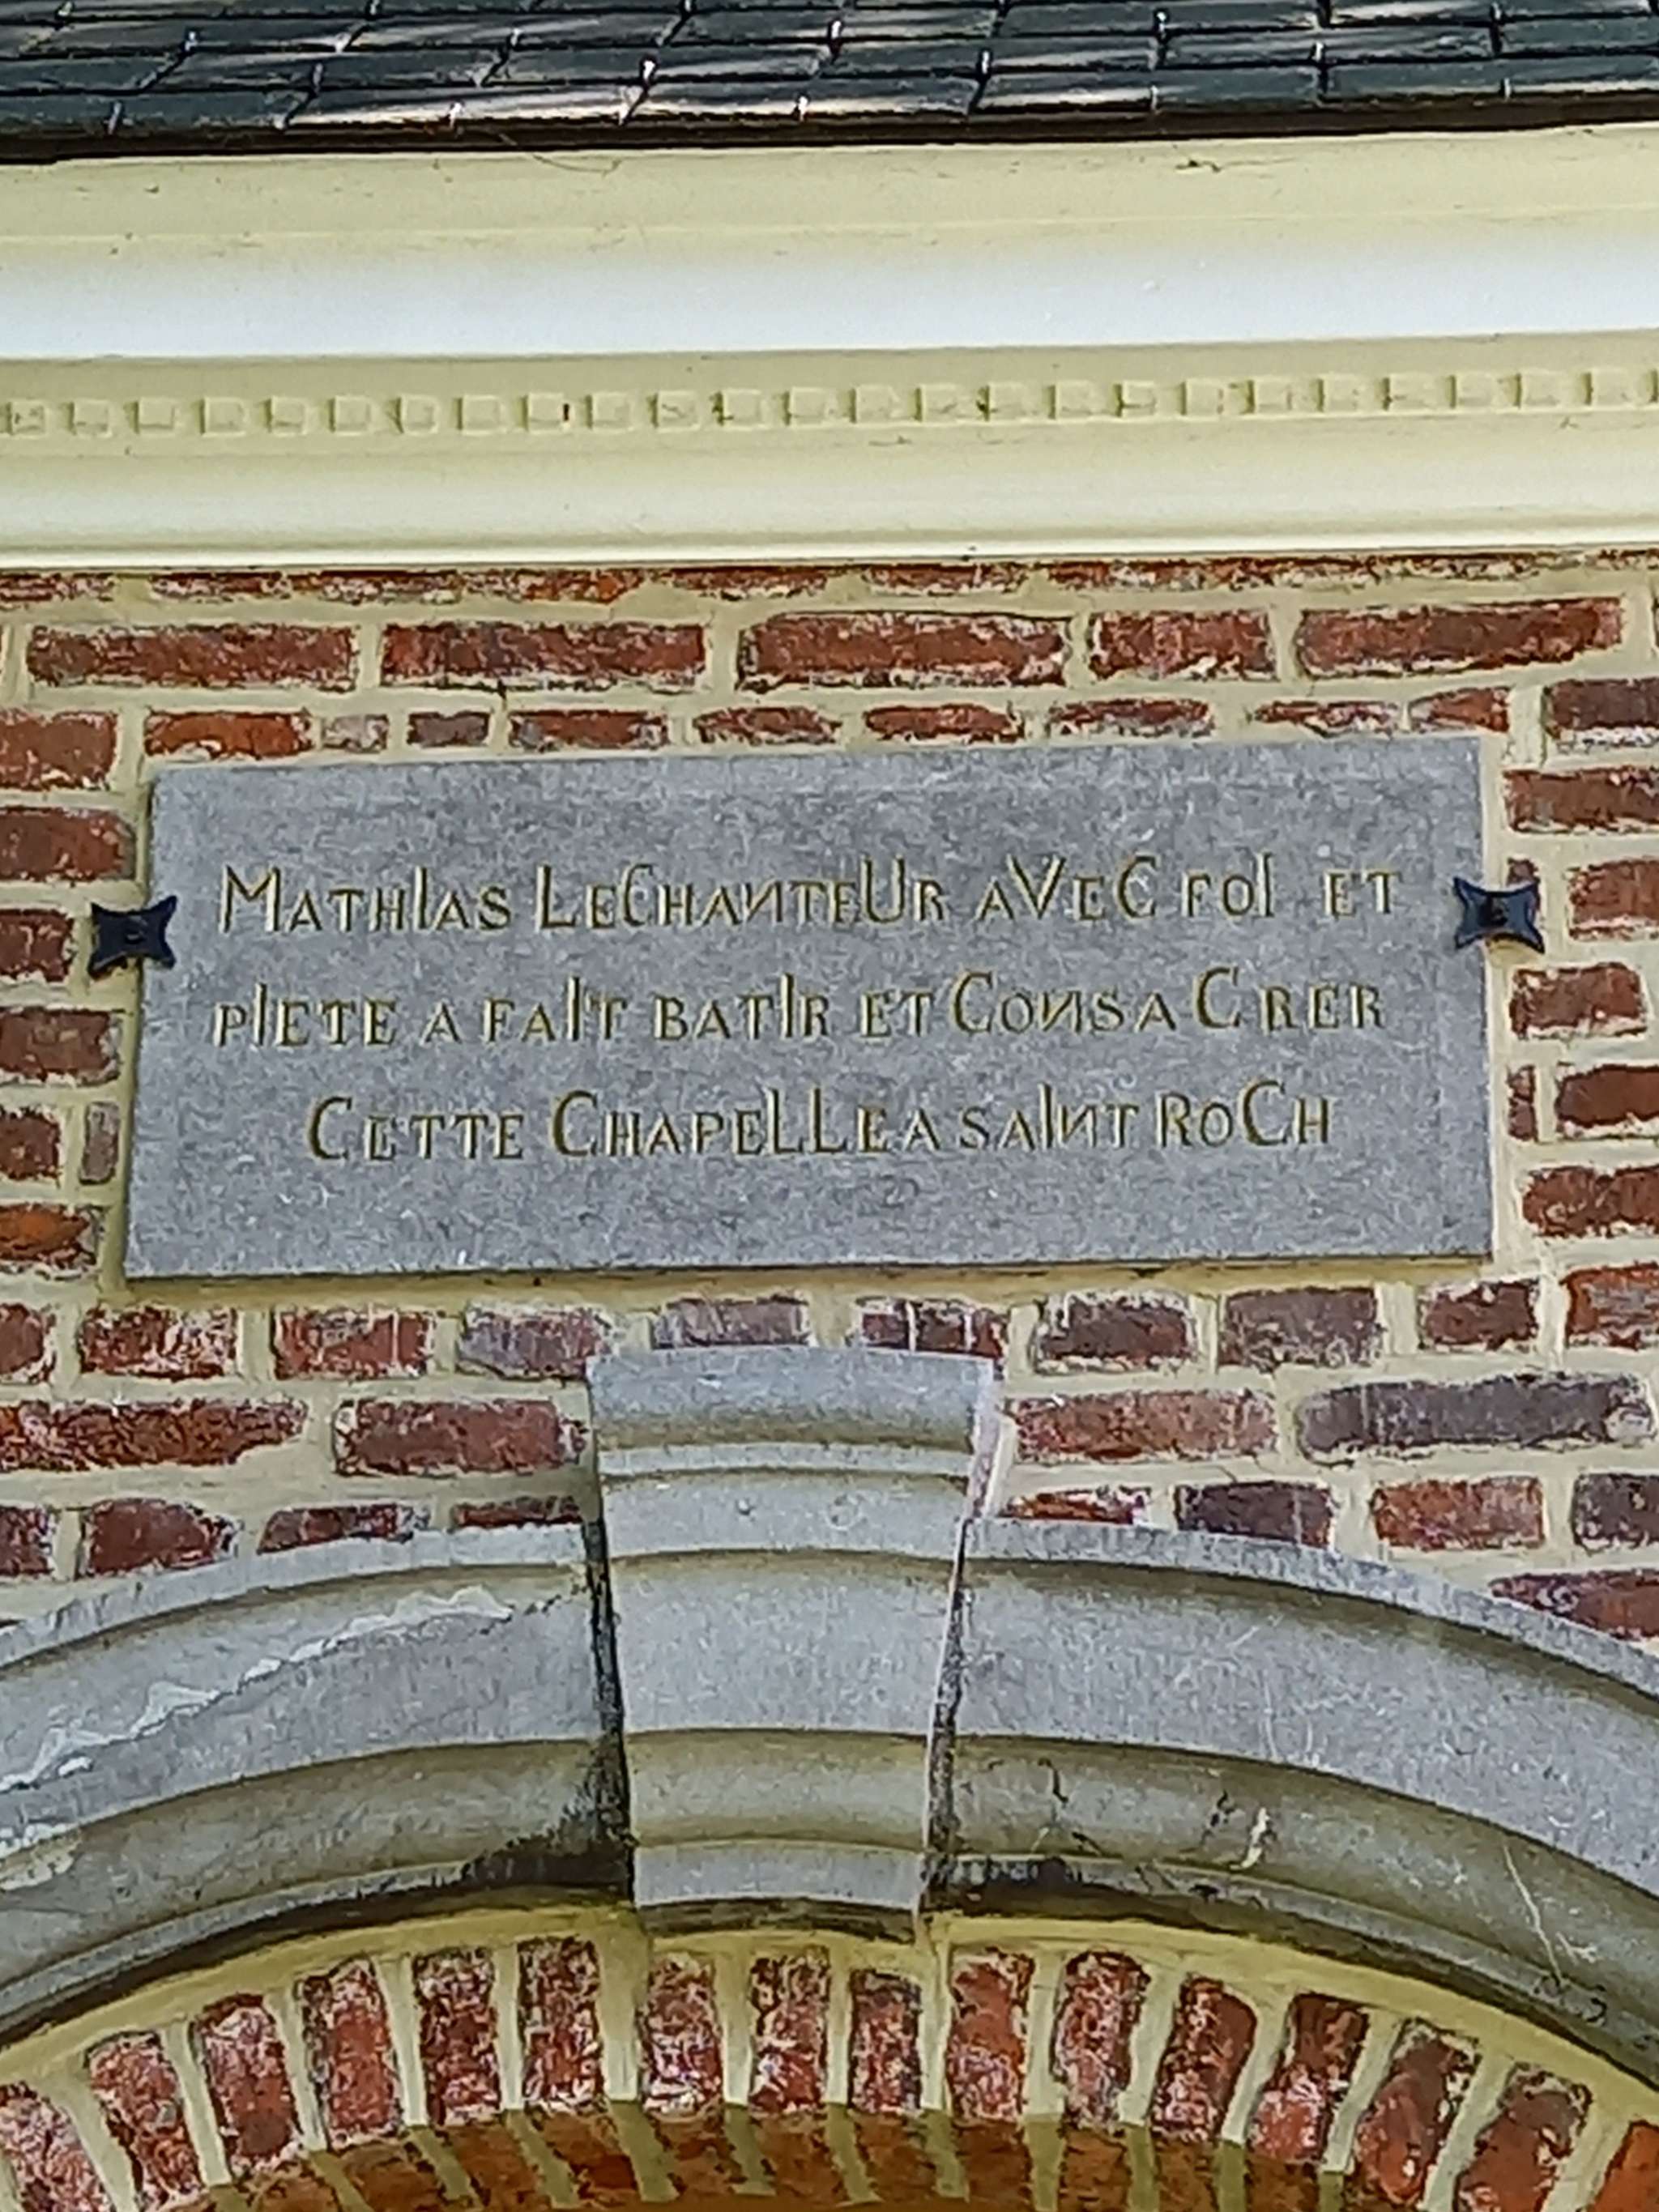 MATHIAS LECHANTEUR AVEC FOI ET
PIETE A FAIT BATIR ET CONSACRER
CETTE CHAPELLE A SAINT ROCH